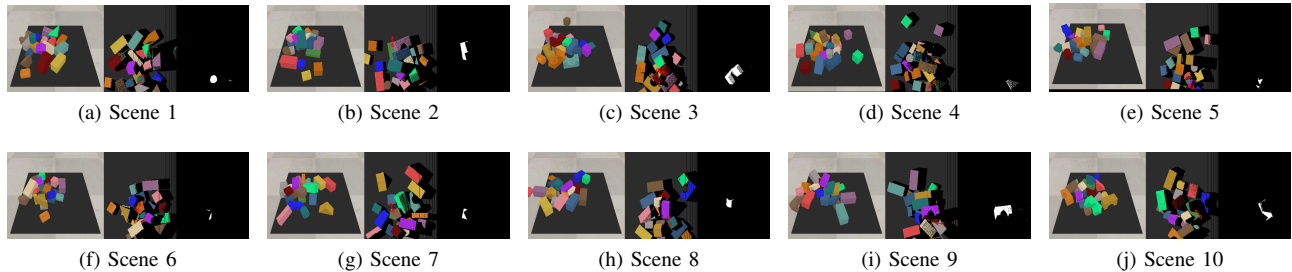 (a) Scene 1
(b) Scene 2
(c) Scene 3
(d) Scene 4
(e) Scene 5
(f) Scene 6
(g) Scene 7
(h) Scene 8
(i) Scene 9
(j) Scene 10